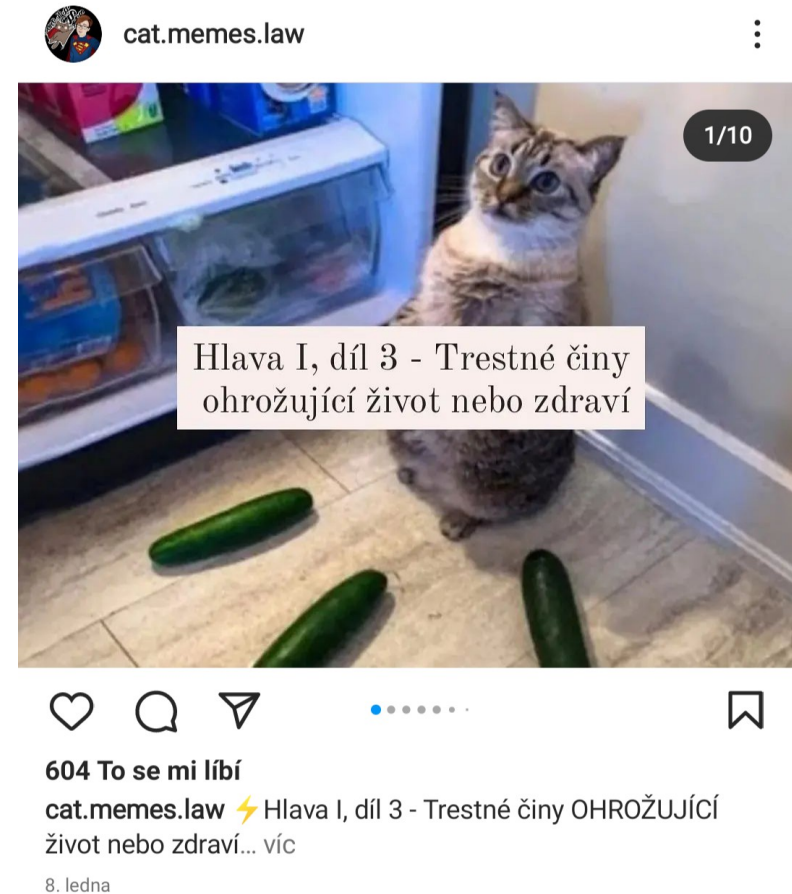 cat.memes.law
1/10
Hlava I, díl 3 - Trestné činy
ohrožující život nebo zdraví
604 To se mi líbí
cat.memes.law ⚡Hlava I, díl 3 - Trestné činy OHROŽUJÍCÍ
život nebo zdraví... víc
8. ledna